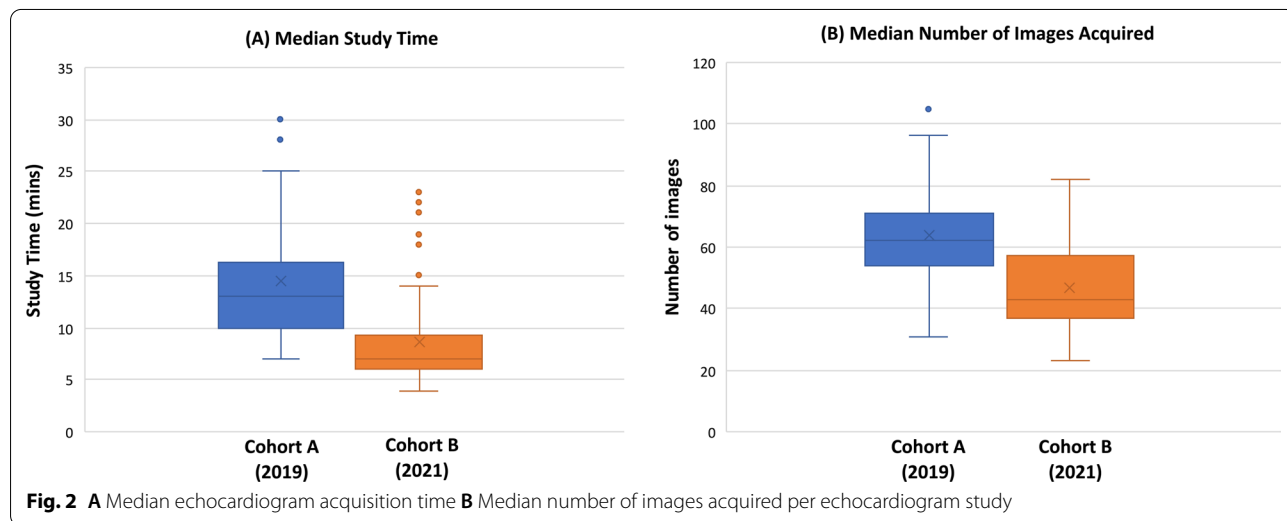 (A) Median Study Time
35
30
25
20
15
10
5
0
Study Time (mins)
Cohort A
(2019)
Cohort B
(2021)
(B) Median Number of Images Acquired
120
100
80
60
40
20
0
Number of images
Cohort A
(2019)
Cohort B
(2021)
Fig. 2 A Median echocardiogram acquisition time B Median number of images acquired per echocardiogram study